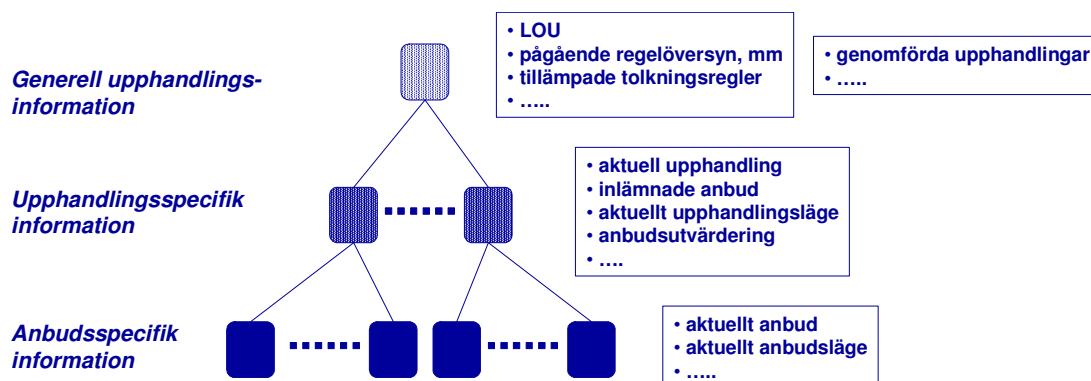 Generell upphandlings-
information
• LOU
• pågående regelöversyn, mm
• tillämpade tolkningsregler
• …..
• genomförda upphandlingar
• …..
Upphandlingsspecifik
information
• aktuell upphandling
• inlämnade anbud
• aktuellt upphandlingsläge
• anbudsutvärdering
• ….
Anbudsspecifik
information
• aktuellt anbud
• aktuellt anbudsläge
• …..